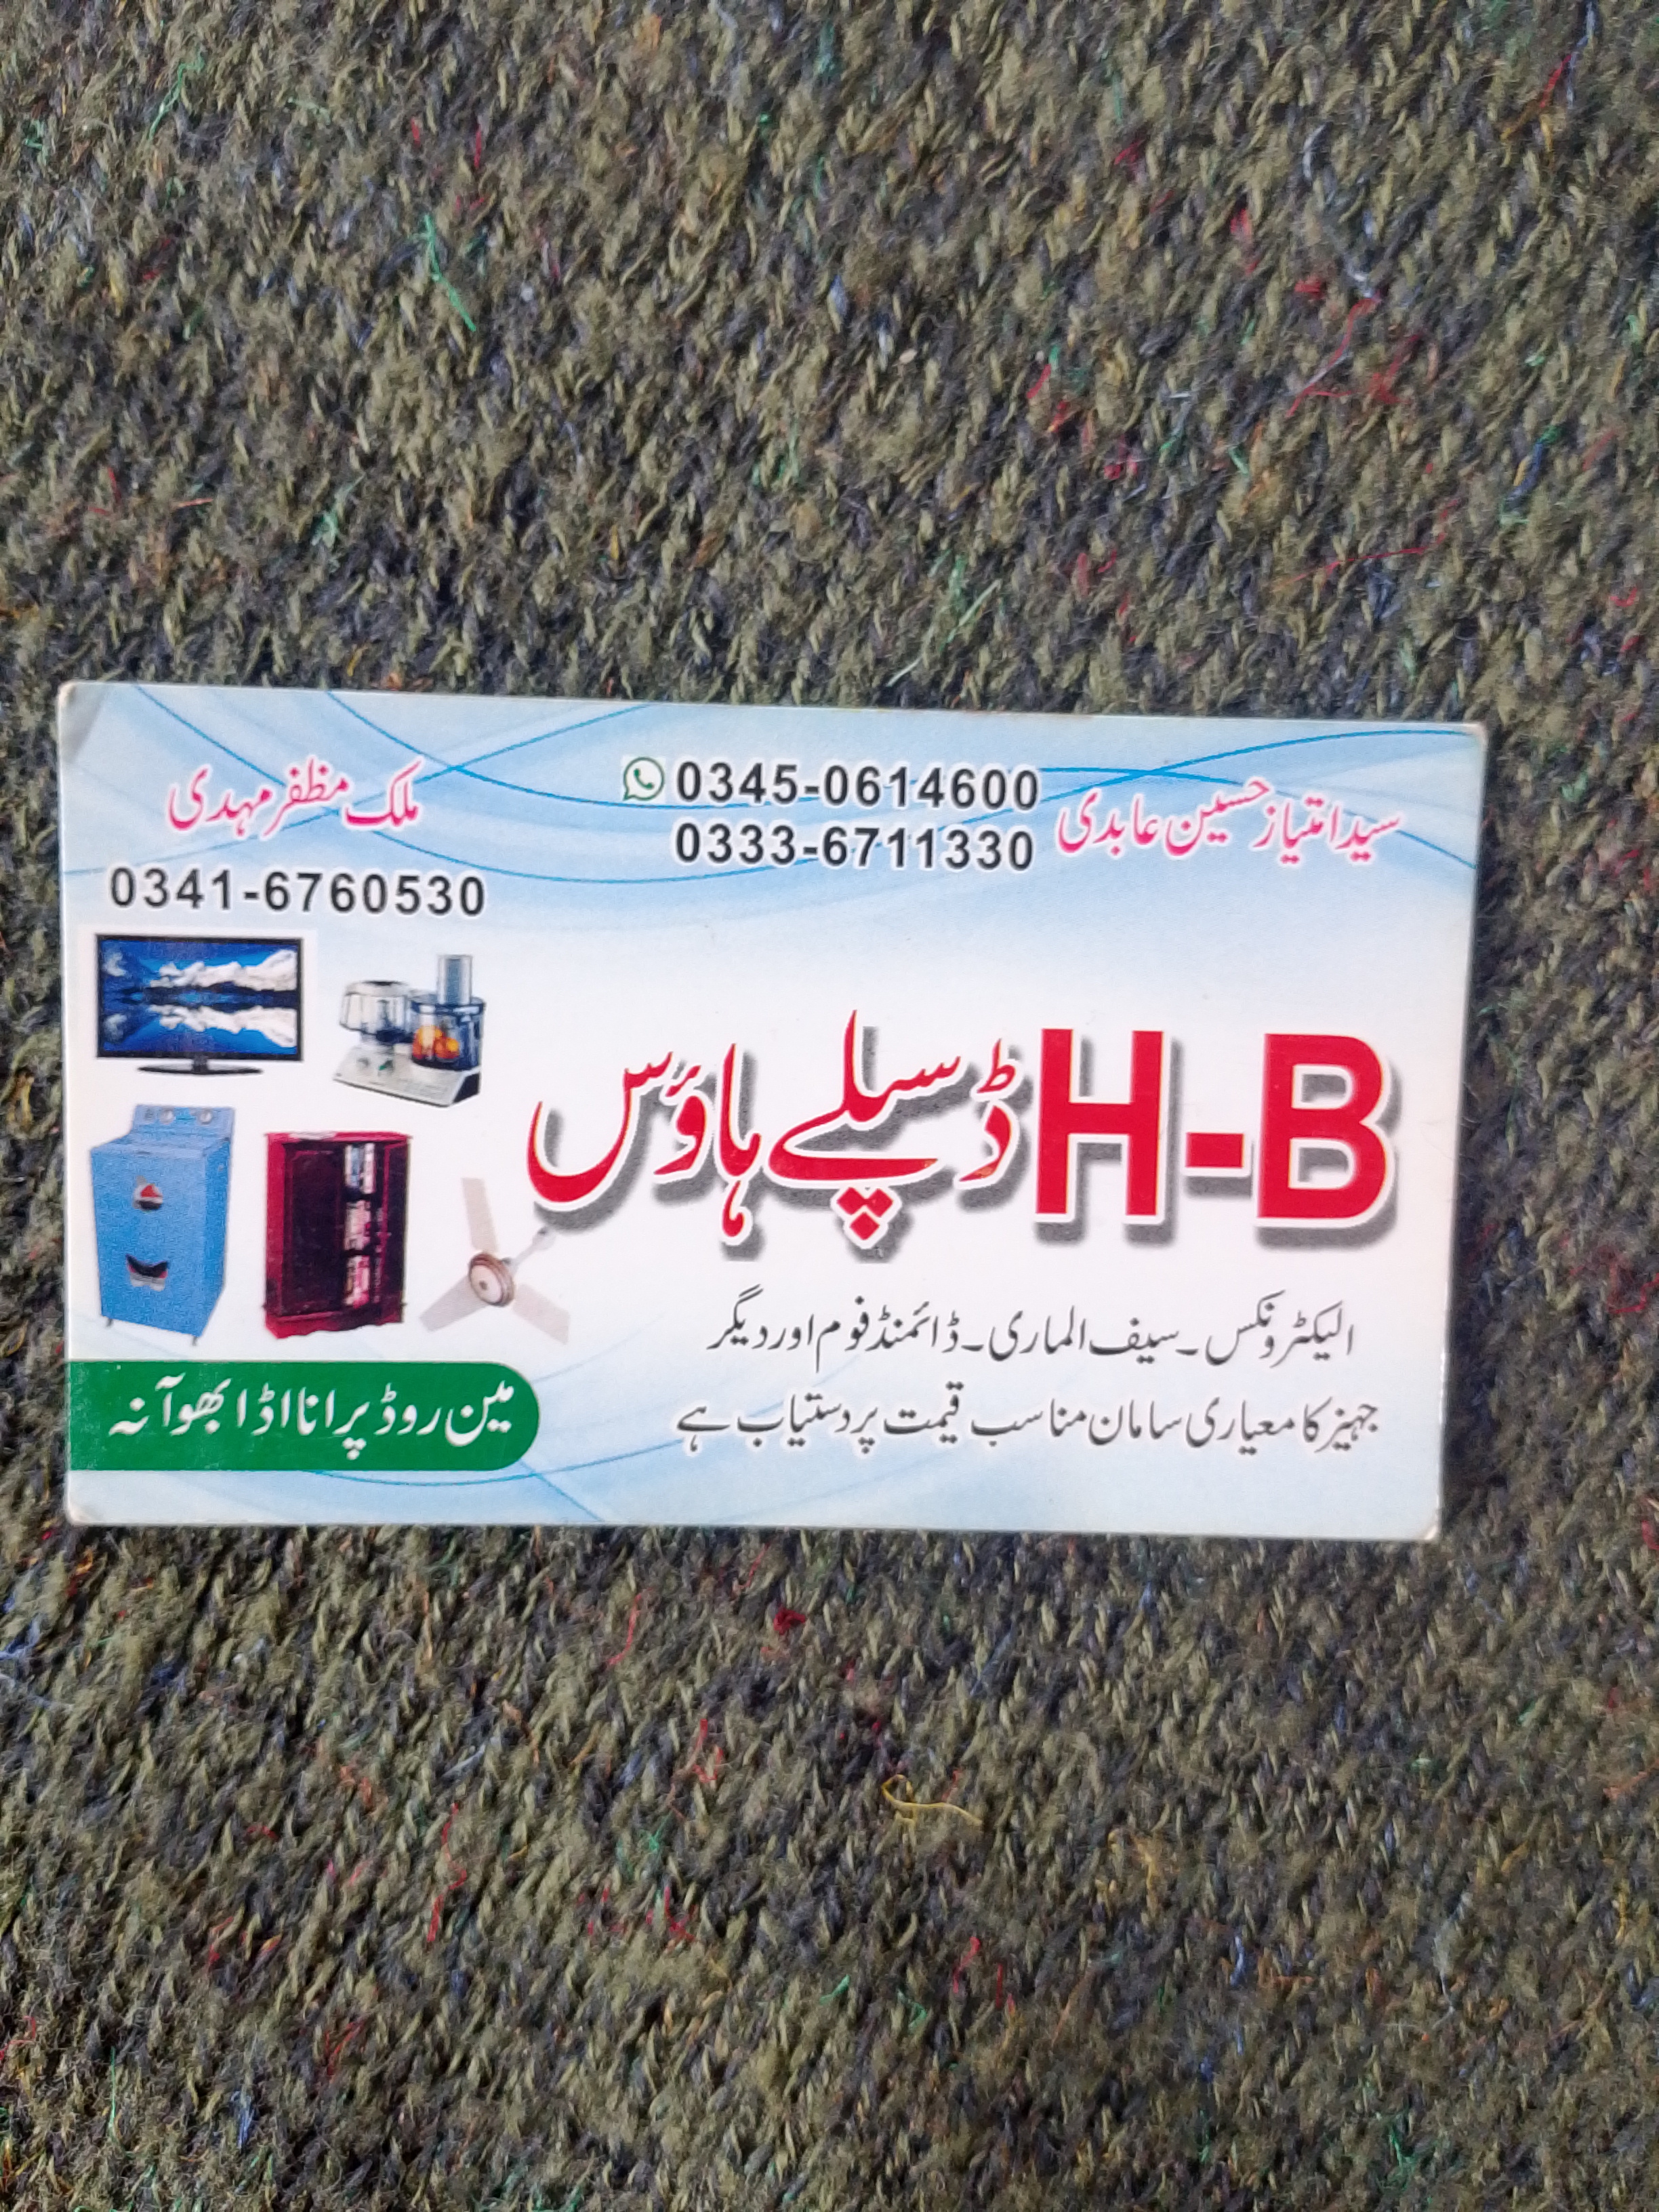 سید امتیاز حسین عابدی 0345-0614600
0333-6711330
ملک مظفر مہدی
0341-6760530
H-B ڈسپلے ہاؤس
الیکٹرونکس ۔ سیف الماری ۔ ڈائمنڈ فوم اور دیگر
جہیز کا معیاری سامان مناسب قیمت پر دستیاب ہے
مین روڈ پرانا اڈا بھوآنہ